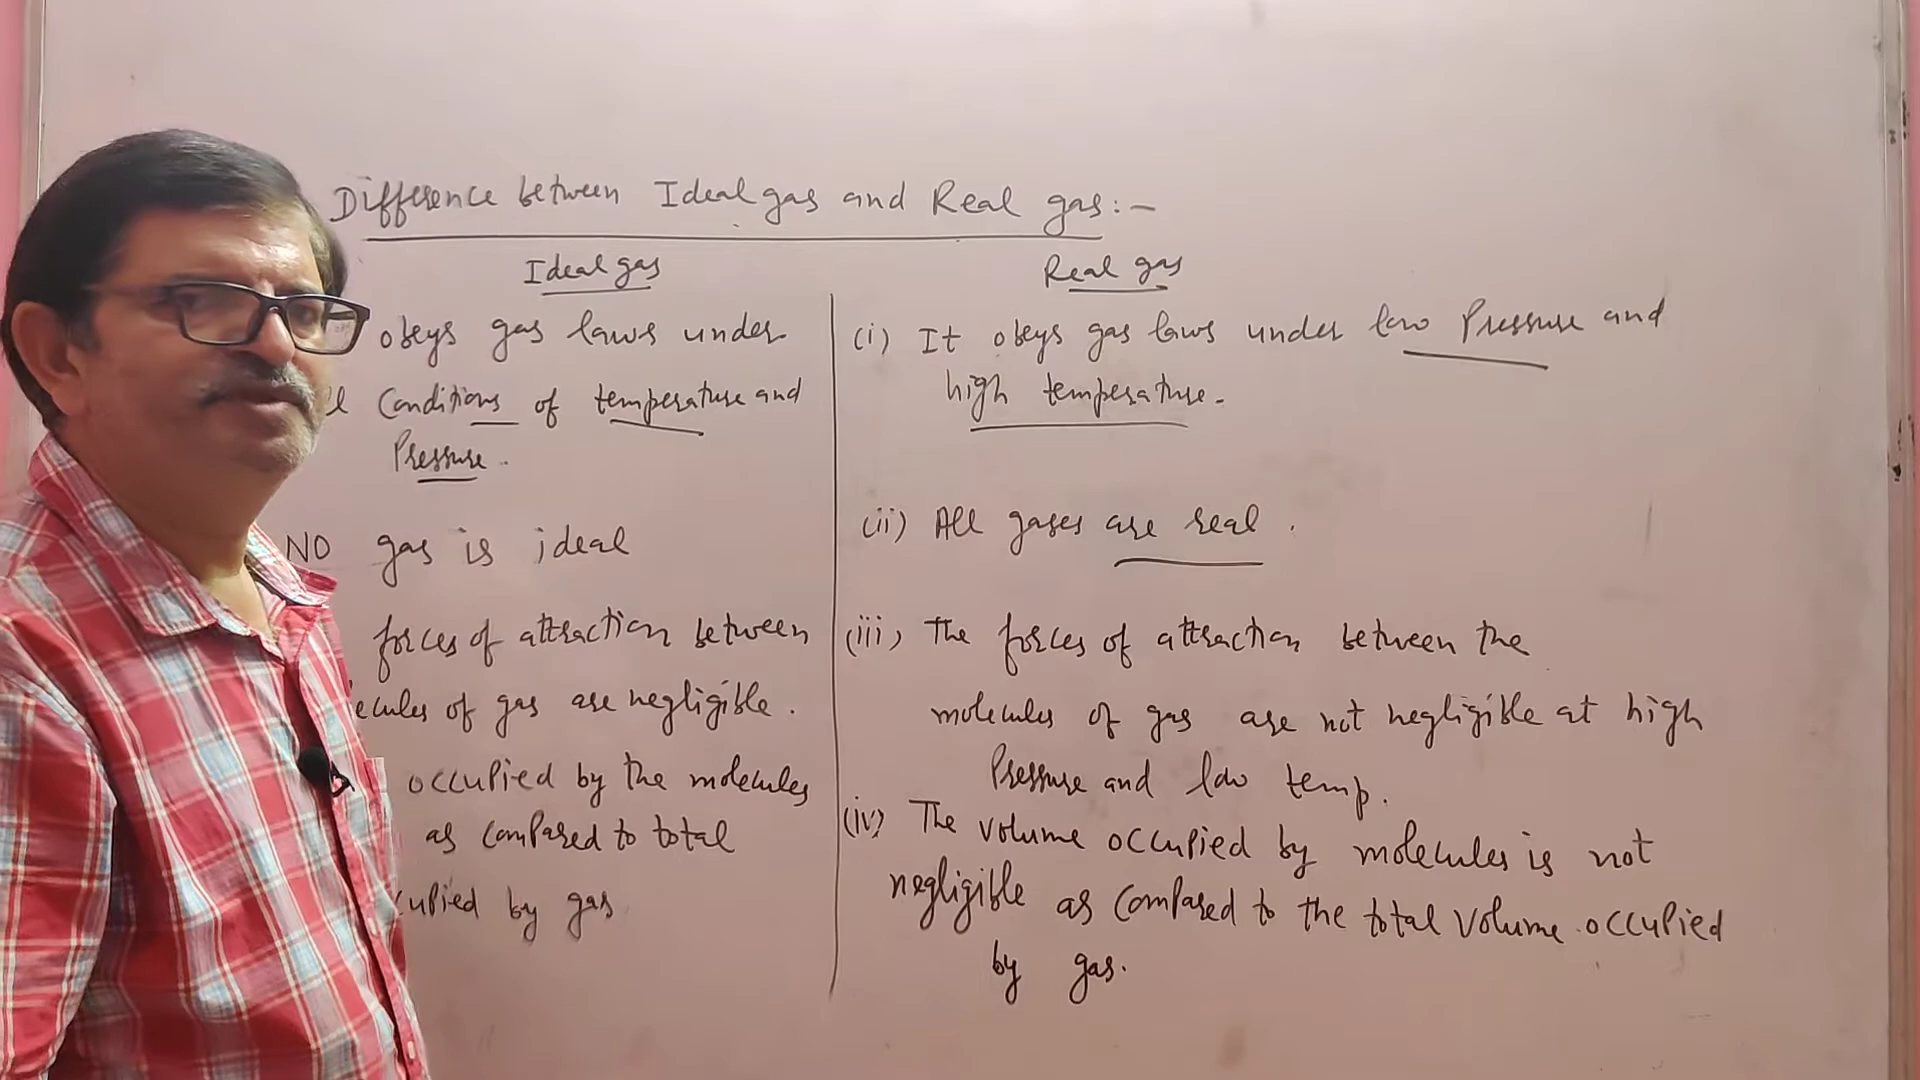 Difference between Ideal gas and Real gas:-
Ideal gas
obeys gas laws under
Conditions of temperature and
Pressure.
NO gas is ideal
forces of attraction between
ecules of gas are negligible.
occupied by the molecules
as compared to total
cupied by gas
Real gas
(i) It obeys gas laws under low Pressure and
high temperature.
(ii) All gases are real.
(iii) The forces of attraction between the
molecules of gas are not negligible at high
Pressure and low temp.
(iv) The volume occupied by molecules is not
negligible as compared to the total volume occupied
by gas.